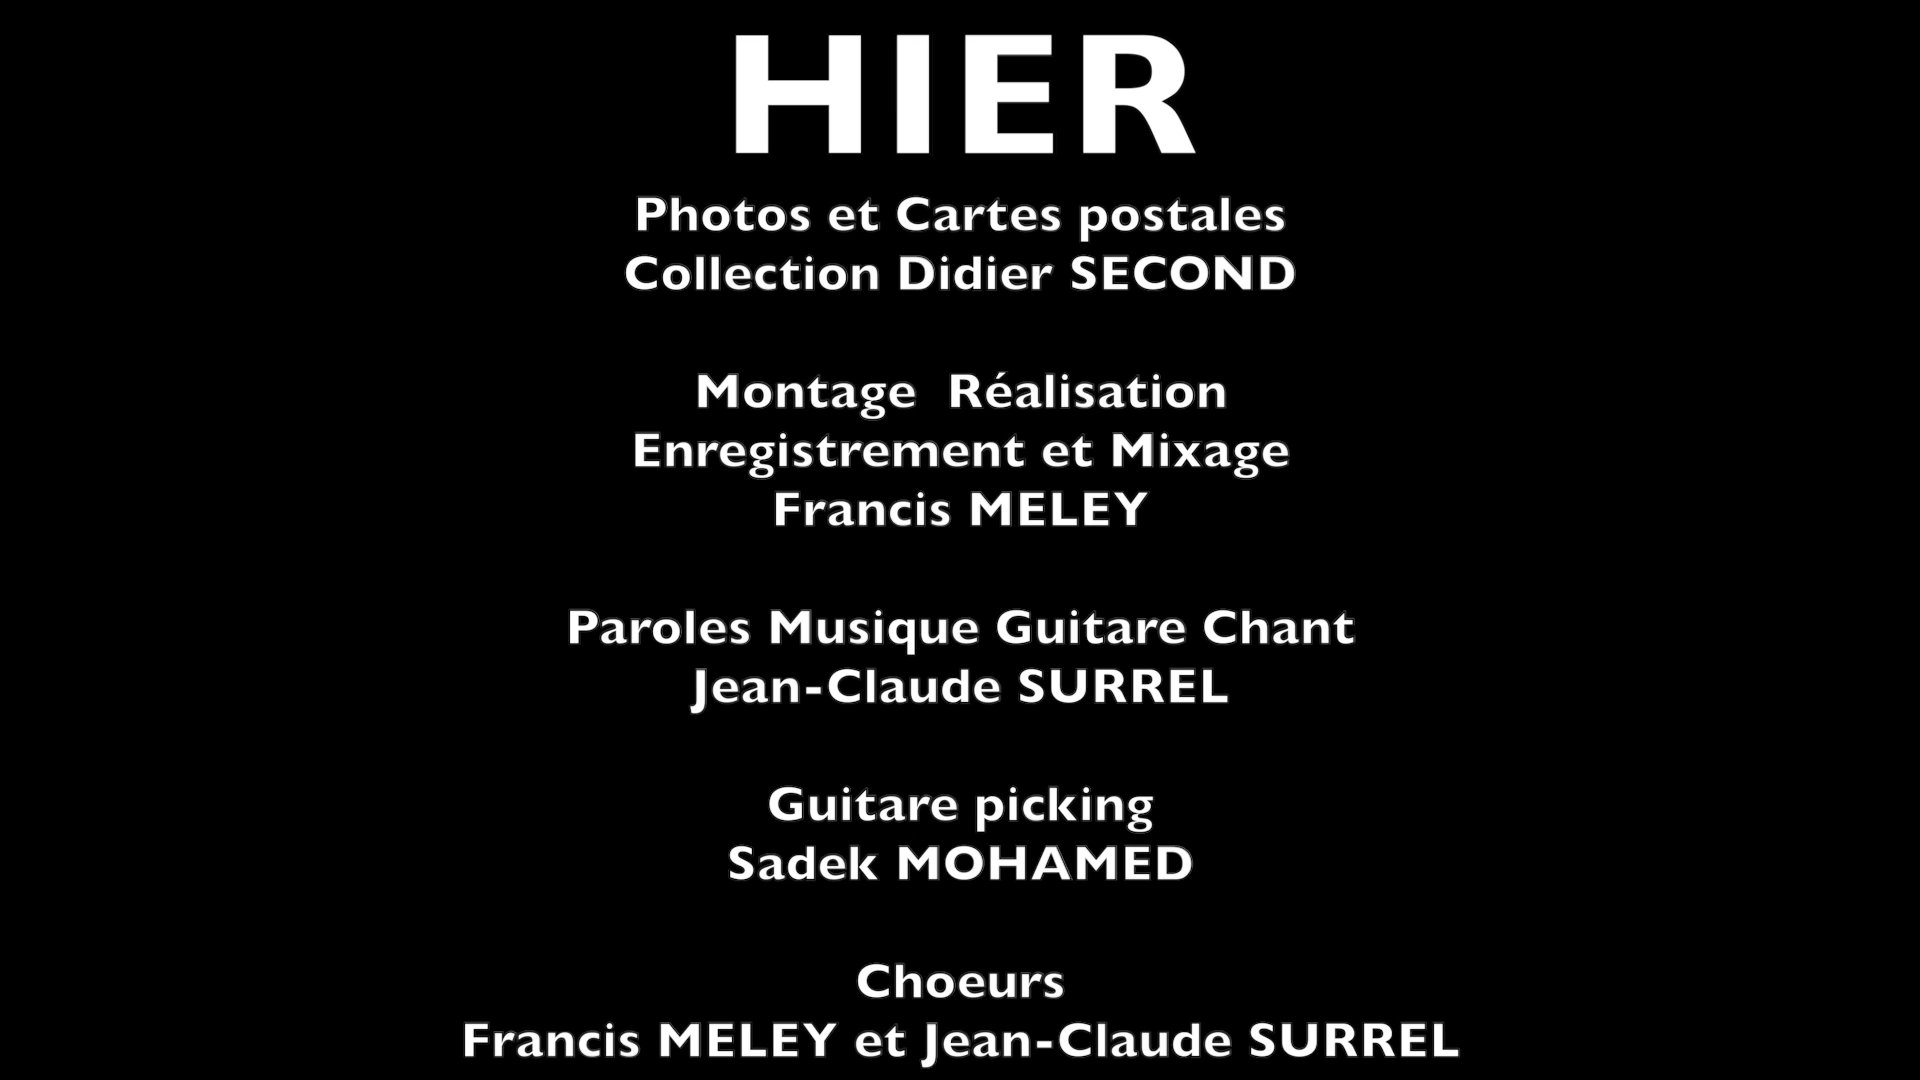 HIER
Photos et Cartes postales
Collection Didier SECOND
Montage  Réalisation
Enregistrement et Mixage
Francis MELEY
Paroles Musique Guitare Chant
Jean-Claude SURREL
Guitare picking
Sadek MOHAMED
Choeurs
Francis MELEY et Jean-Claude SURREL